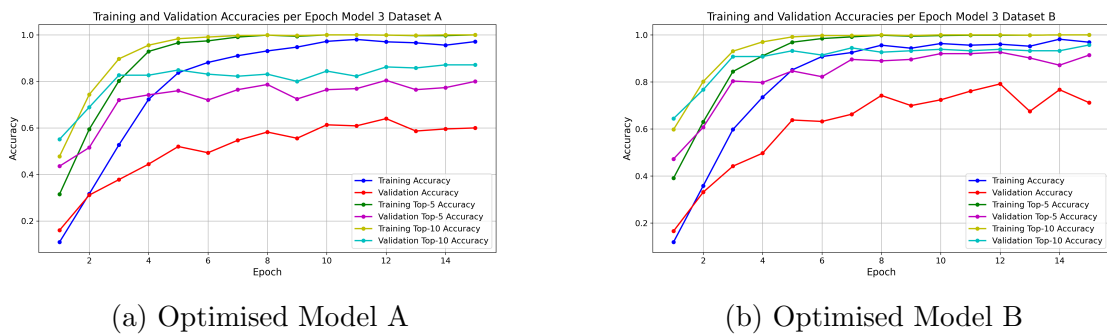 Training and Validation Accuracies per Epoch Model 3 Dataset A
Accuracy
1.0
0.8
0.6
0.4
0.2
2 4 6 8 10 12 14
Epoch
Training Accuracy
Validation Accuracy
Training Top-5 Accuracy
Validation Top-5 Accuracy
Training Top-10 Accuracy
Validation Top-10 Accuracy
(a) Optimised Model A
Training and Validation Accuracies per Epoch Model 3 Dataset B
Accuracy
1.0
0.8
0.6
0.4
0.2
2 4 6 8 10 12 14
Epoch
Training Accuracy
Validation Accuracy
Training Top-5 Accuracy
Validation Top-5 Accuracy
Training Top-10 Accuracy
Validation Top-10 Accuracy
(b) Optimised Model B